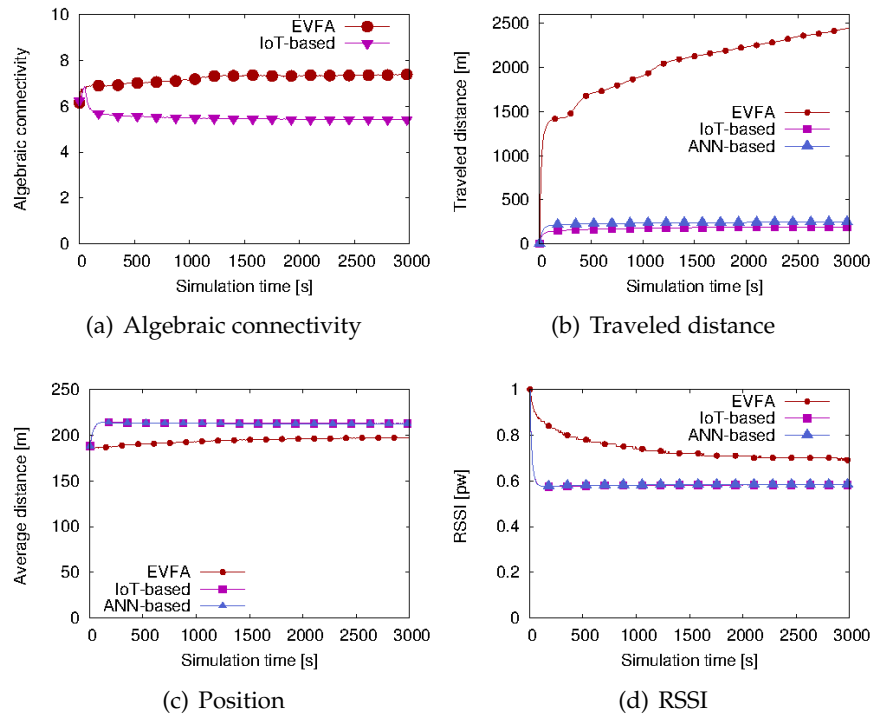 EVFA
IoT-based
Algebraic connectivity
10
8
6
4
2
0
0 500 1000 1500 2000 2500 3000
Simulation time [s]
(a) Algebraic connectivity
EVFA
IoT-based
ANN-based
Traveled distance [m]
2500
2000
1500
1000
500
0
0 500 1000 1500 2000 2500 3000
Simulation time [s]
(b) Traveled distance
EVFA
IoT-based
ANN-based
Average distance [m]
250
200
150
100
50
0
0 500 1000 1500 2000 2500 3000
Simulation time [s]
(c) Position
EVFA
IoT-based
ANN-based
RSSI [pw]
1
0.8
0.6
0.4
0.2
0
0 500 1000 1500 2000 2500 3000
Simulation time [s]
(d) RSSI